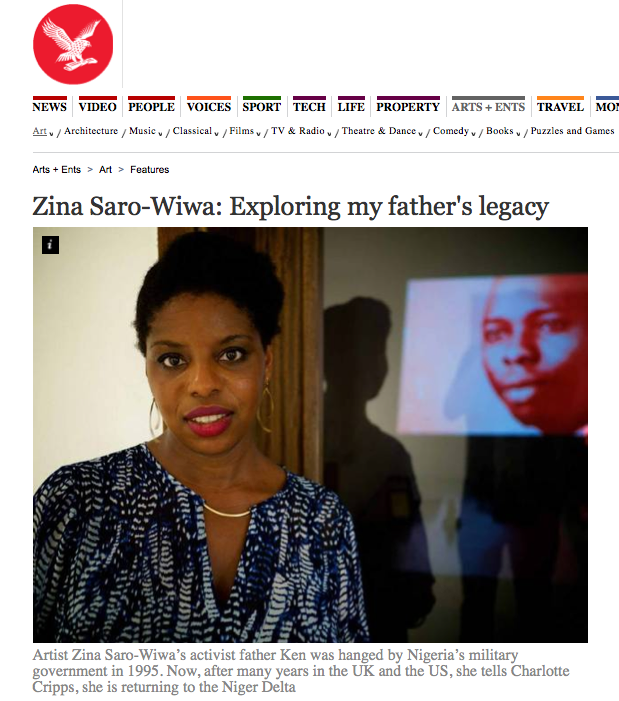 NEWS VIDEO PEOPLE VOICES SPORT TECH LIFE PROPERTY ARTS + ENTS TRAVEL MON
Art / Architecture / Music / Classical / Films / TV & Radio / Theatre & Dance / Comedy / Books / Puzzles and Games
Arts + Ents > Art > Features
Zina Saro-Wiwa: Exploring my father's legacy
i
Artist Zina Saro-Wiwa’s activist father Ken was hanged by Nigeria’s military
government in 1995. Now, after many years in the UK and the US, she tells Charlotte
Cripps, she is returning to the Niger Delta